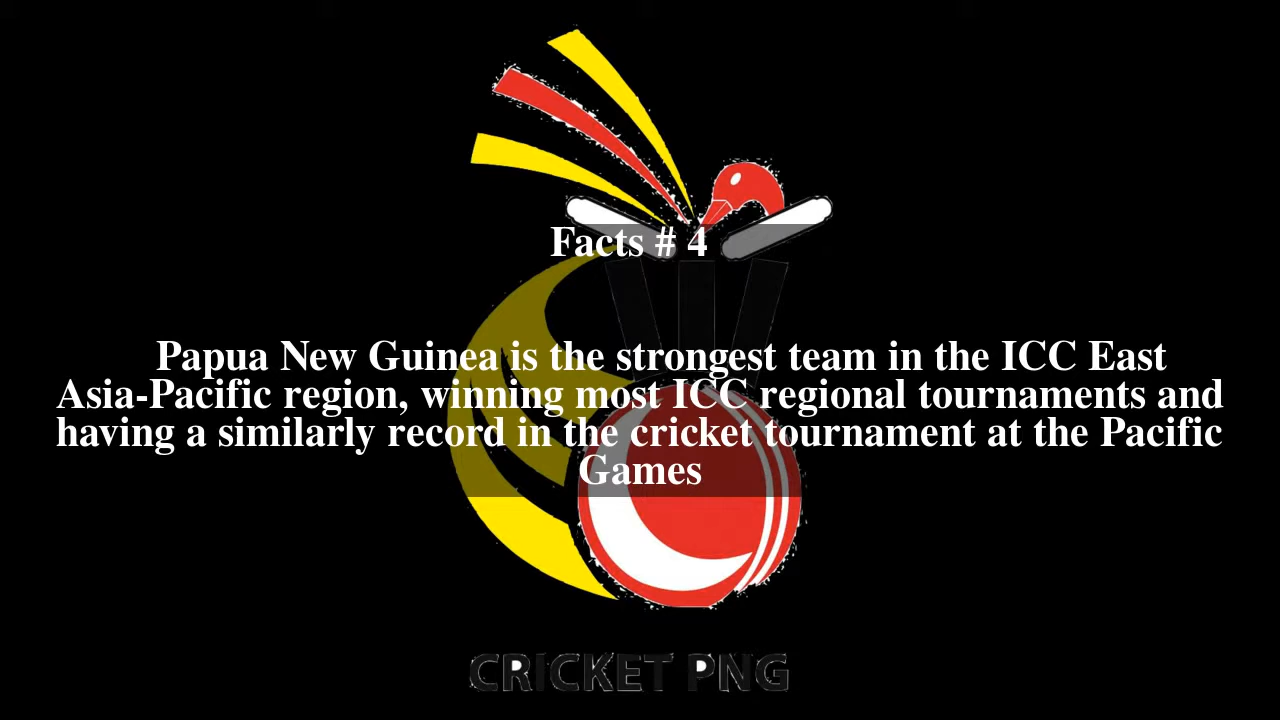 Facts # 4
Papua New Guinea is the strongest team in the ICC East
Asia-Pacific region, winning most ICC regional tournaments and
having a similarly record in the cricket tournament at the Pacific
Games
CRICKET PNG